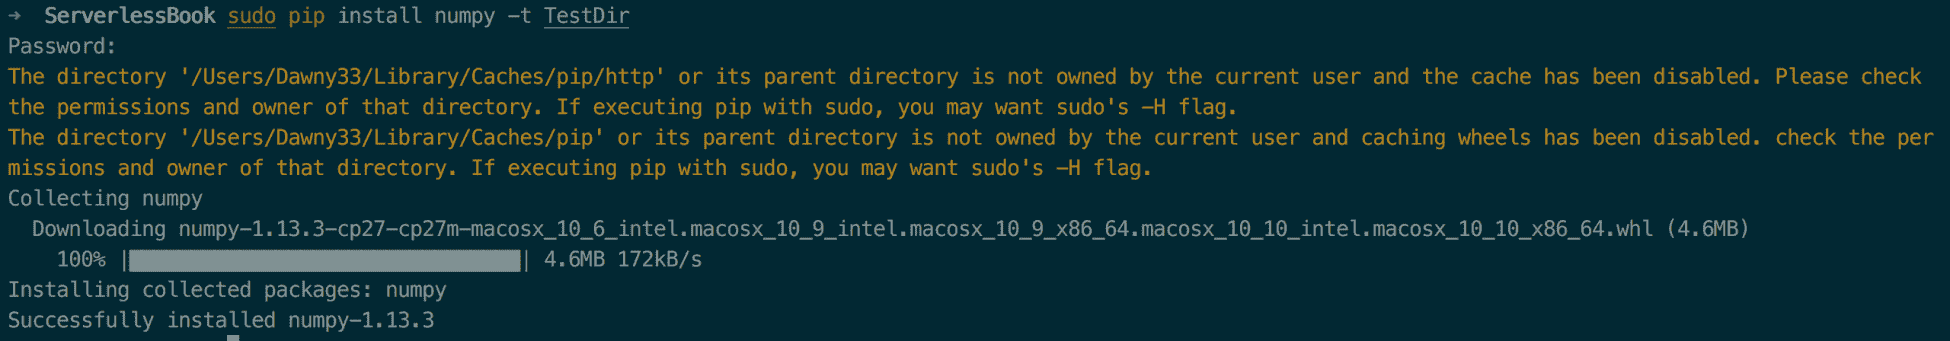 → ServerlessBook sudo pip install numpy -t TestDir
Password:
The directory '/Users/Dawny33/Library/Caches/pip/http' or its parent directory is not owned by the current user and the cache has been disabled. Please check
the permissions and owner of that directory. If executing pip with sudo, you may want sudo's -H flag.
The directory '/Users/Dawny33/Library/Caches/pip' or its parent directory is not owned by the current user and caching wheels has been disabled. check the per
missions and owner of that directory. If executing pip with sudo, you may want sudo's -H flag.
Collecting numpy
Downloading numpy-1.13.3-cp27-cp27m-macosx_10_6_intel.macosx_10_9_intel.macosx_10_9_x86_64.macosx_10_10_intel.macosx_10_10_x86_64.whl (4.6MB)
100% |████████████████████████████████| 4.6MB 172kB/s
Installing collected packages: numpy
Successfully installed numpy-1.13.3